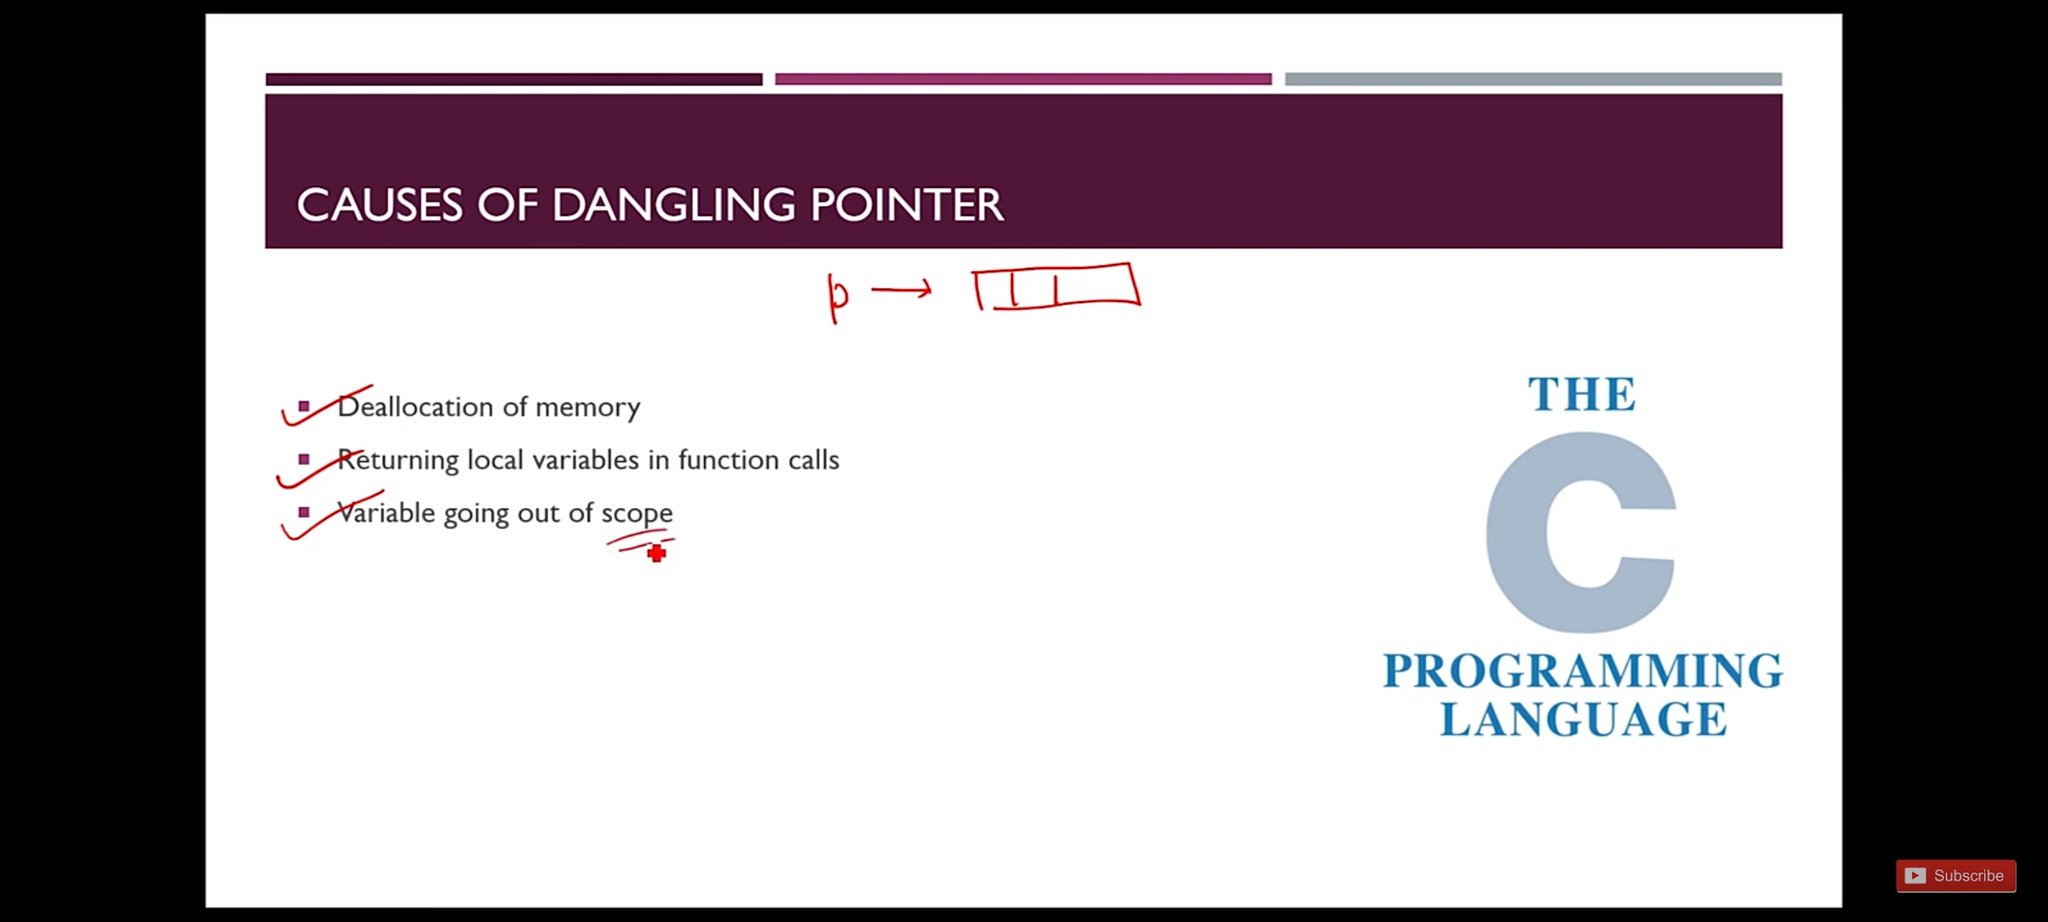 CAUSES OF DANGLING POINTER
p
Deallocation of memory
Returning local variables in function calls
Variable going out of scope
THE
C
PROGRAMMING
LANGUAGE
Subscribe